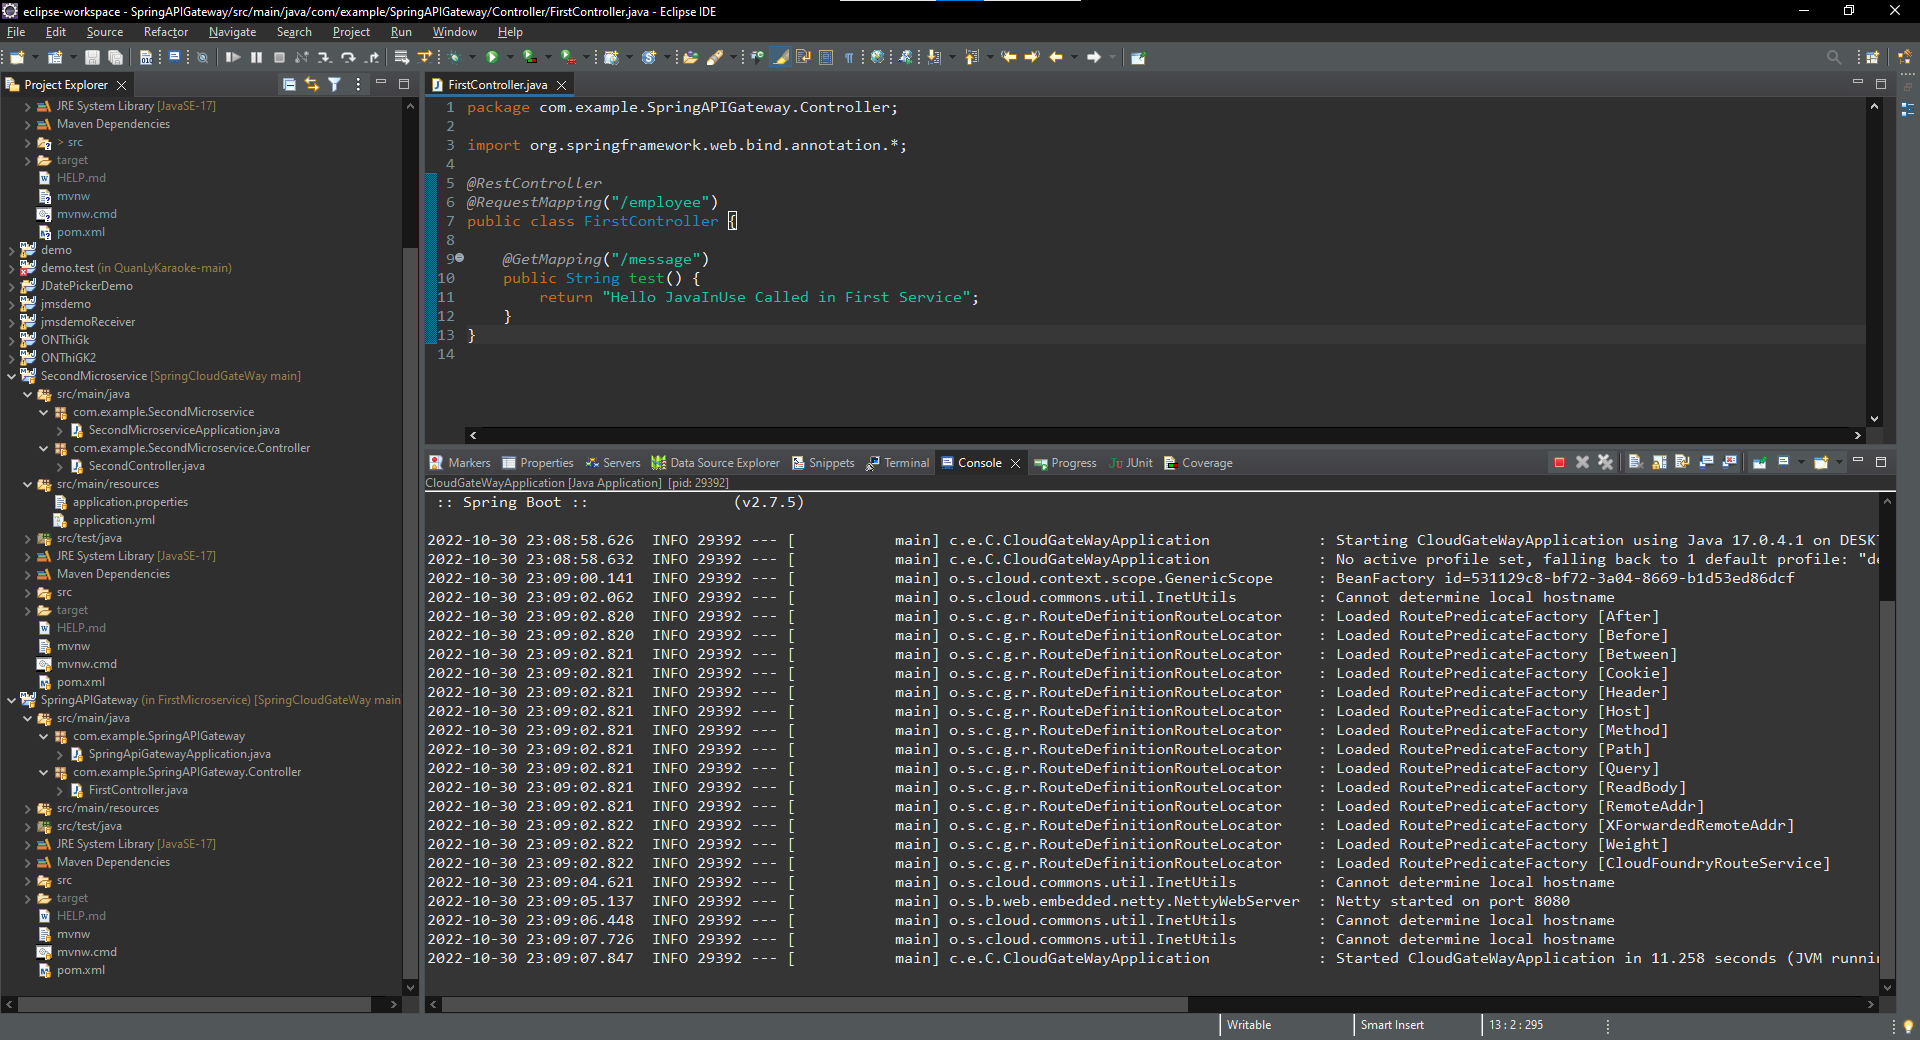 eclipse-workspace - SpringAPIGateway/src/main/java/com/example/SpringAPIGateway/Controller/FirstController.java - Eclipse IDE
File Edit Source Refactor Navigate Search Project Run Window Help
Project Explorer
JRE System Library [JavaSE-17]
Maven Dependencies
> src
target
HELP.md
mvnw
mvnw.cmd
pom.xml
demo
demo.test (in QuanLyKaraoke-main)
JDatePickerDemo
jmsdemo
jmsdemoReceiver
ONThiGk
ONThiGK2
SecondMicroservice [SpringCloudGateWay main]
src/main/java
com.example.SecondMicroservice
SecondMicroserviceApplication.java
com.example.SecondMicroservice.Controller
SecondController.java
src/main/resources
application.properties
application.yml
src/test/java
JRE System Library [JavaSE-17]
Maven Dependencies
src
target
HELP.md
mvnw
mvnw.cmd
pom.xml
SpringAPIGateway (in FirstMicroservice) [SpringCloudGateWay main
src/main/java
com.example.SpringAPIGateway
SpringApiGatewayApplication.java
com.example.SpringAPIGateway.Controller
FirstController.java
src/main/resources
src/test/java
JRE System Library [JavaSE-17]
Maven Dependencies
src
target
HELP.md
mvnw
mvnw.cmd
pom.xml
FirstController.java
1 package com.example.SpringAPIGateway.Controller;
2
3 import org.springframework.web.bind.annotation.*;
4
5 @RestController
6 @RequestMapping("/employee")
7 public class FirstController {
8
9 @GetMapping("/message")
10 public String test() {
11 return "Hello JavaInUse Called in First Service";
12 }
13 }
14
Markers Properties Servers Data Source Explorer Snippets Terminal Console Progress JUnit Coverage
CloudGateWayApplication [Java Application] [pid: 29392]
:: Spring Boot :: (v2.7.5)
2022-10-30 23:08:58.626 INFO 29392 --- [ main] c.e.C.CloudGateWayApplication : Starting CloudGateWayApplication using Java 17.0.4.1 on DESKT
2022-10-30 23:08:58.632 INFO 29392 --- [ main] c.e.C.CloudGateWayApplication : No active profile set, falling back to 1 default profile: "de
2022-10-30 23:09:00.141 INFO 29392 --- [ main] o.s.cloud.context.scope.GenericScope : BeanFactory id=531129c8-bf72-3a04-8669-b1d53ed86dcf
2022-10-30 23:09:02.062 INFO 29392 --- [ main] o.s.cloud.commons.util.InetUtils : Cannot determine local hostname
2022-10-30 23:09:02.820 INFO 29392 --- [ main] o.s.c.g.r.RouteDefinitionRouteLocator : Loaded RoutePredicateFactory [After]
2022-10-30 23:09:02.820 INFO 29392 --- [ main] o.s.c.g.r.RouteDefinitionRouteLocator : Loaded RoutePredicateFactory [Before]
2022-10-30 23:09:02.821 INFO 29392 --- [ main] o.s.c.g.r.RouteDefinitionRouteLocator : Loaded RoutePredicateFactory [Between]
2022-10-30 23:09:02.821 INFO 29392 --- [ main] o.s.c.g.r.RouteDefinitionRouteLocator : Loaded RoutePredicateFactory [Cookie]
2022-10-30 23:09:02.821 INFO 29392 --- [ main] o.s.c.g.r.RouteDefinitionRouteLocator : Loaded RoutePredicateFactory [Header]
2022-10-30 23:09:02.821 INFO 29392 --- [ main] o.s.c.g.r.RouteDefinitionRouteLocator : Loaded RoutePredicateFactory [Host]
2022-10-30 23:09:02.821 INFO 29392 --- [ main] o.s.c.g.r.RouteDefinitionRouteLocator : Loaded RoutePredicateFactory [Method]
2022-10-30 23:09:02.821 INFO 29392 --- [ main] o.s.c.g.r.RouteDefinitionRouteLocator : Loaded RoutePredicateFactory [Path]
2022-10-30 23:09:02.821 INFO 29392 --- [ main] o.s.c.g.r.RouteDefinitionRouteLocator : Loaded RoutePredicateFactory [Query]
2022-10-30 23:09:02.821 INFO 29392 --- [ main] o.s.c.g.r.RouteDefinitionRouteLocator : Loaded RoutePredicateFactory [ReadBody]
2022-10-30 23:09:02.821 INFO 29392 --- [ main] o.s.c.g.r.RouteDefinitionRouteLocator : Loaded RoutePredicateFactory [RemoteAddr]
2022-10-30 23:09:02.822 INFO 29392 --- [ main] o.s.c.g.r.RouteDefinitionRouteLocator : Loaded RoutePredicateFactory [XForwardedRemoteAddr]
2022-10-30 23:09:02.822 INFO 29392 --- [ main] o.s.c.g.r.RouteDefinitionRouteLocator : Loaded RoutePredicateFactory [Weight]
2022-10-30 23:09:02.822 INFO 29392 --- [ main] o.s.c.g.r.RouteDefinitionRouteLocator : Loaded RoutePredicateFactory [CloudFoundryRouteService]
2022-10-30 23:09:04.621 INFO 29392 --- [ main] o.s.cloud.commons.util.InetUtils : Cannot determine local hostname
2022-10-30 23:09:05.137 INFO 29392 --- [ main] o.s.b.web.embedded.netty.NettyWebServer : Netty started on port 8080
2022-10-30 23:09:06.448 INFO 29392 --- [ main] o.s.cloud.commons.util.InetUtils : Cannot determine local hostname
2022-10-30 23:09:07.726 INFO 29392 --- [ main] o.s.cloud.commons.util.InetUtils : Cannot determine local hostname
2022-10-30 23:09:07.847 INFO 29392 --- [ main] c.e.C.CloudGateWayApplication : Started CloudGateWayApplication in 11.258 seconds (JVM runni
Writable Smart Insert 13 : 2 : 295